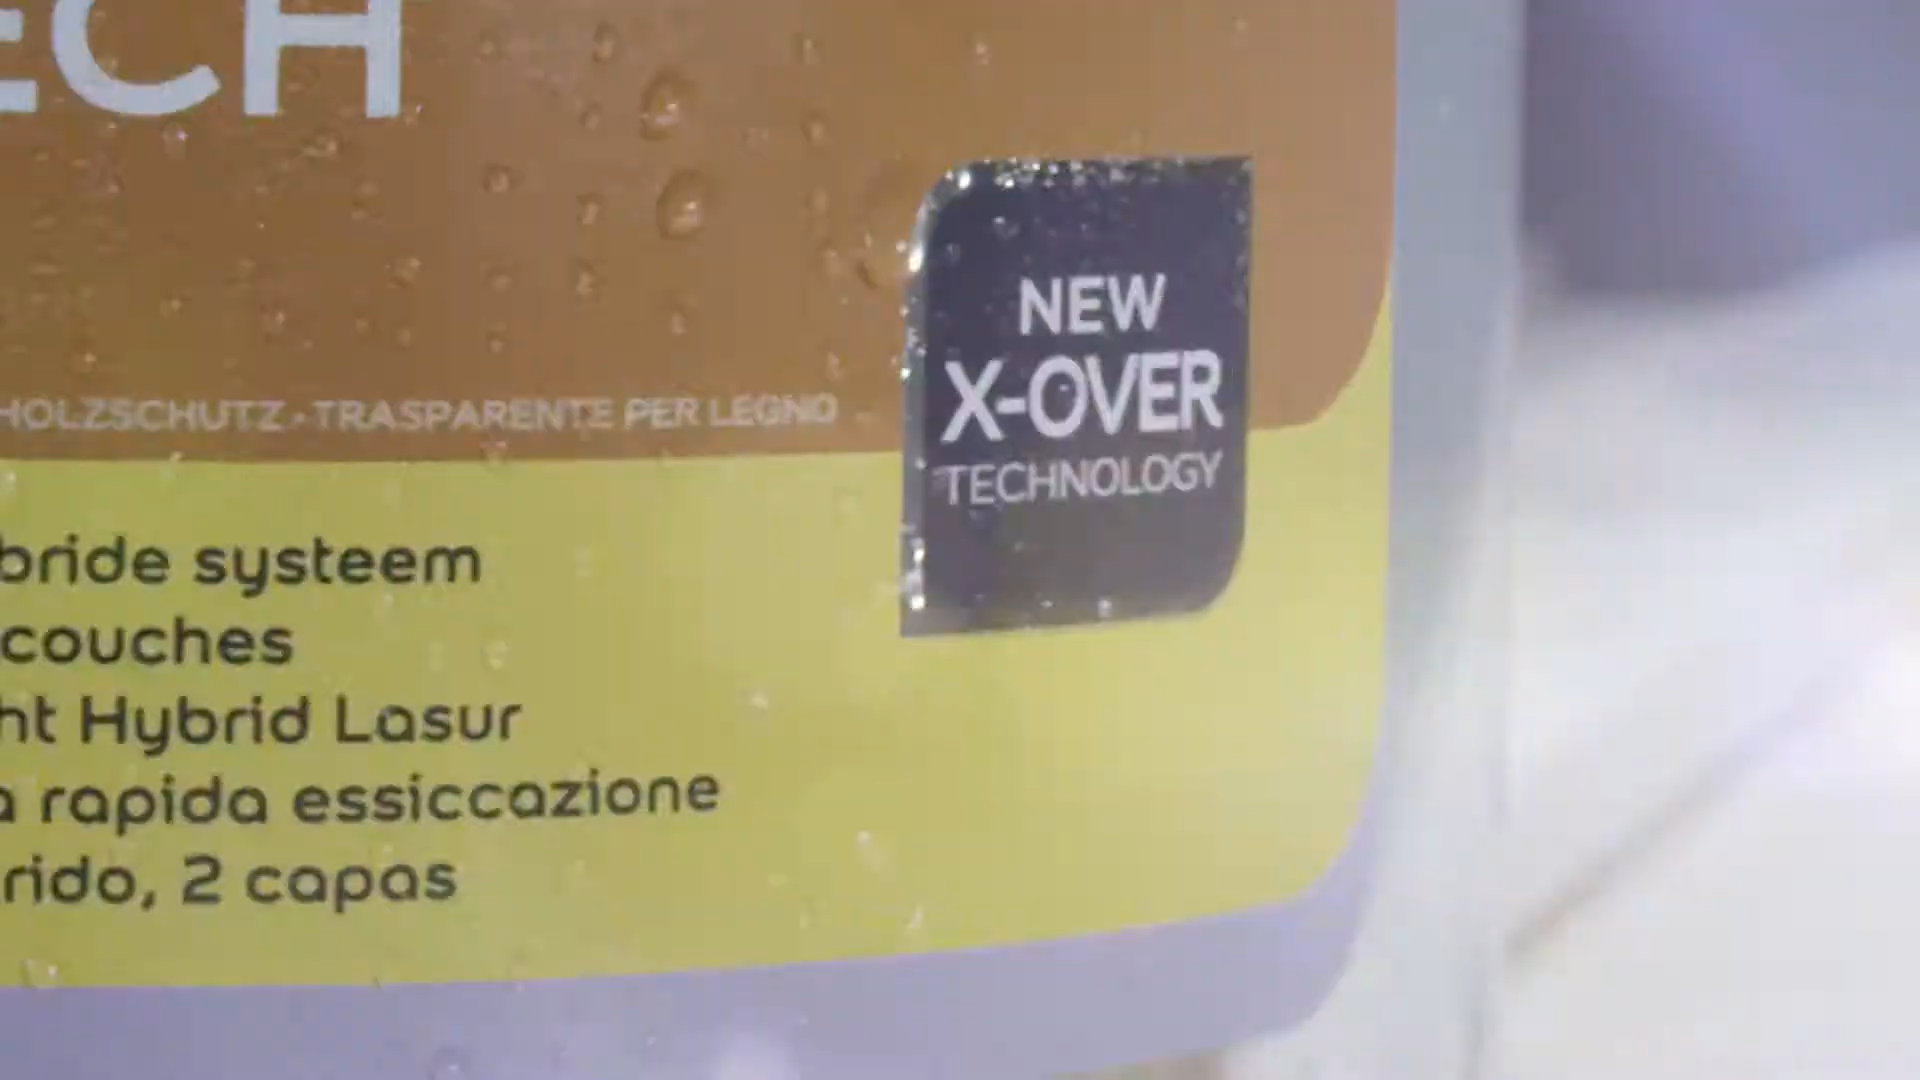 ECH
NEW
X-OVER
TECHNOLOGY
HOLZSCHUTZ - TRASPARENTE PER LEGNO
bride systeem
couches
ht Hybrid Lasur
a rapida essiccazione
rido, 2 capas